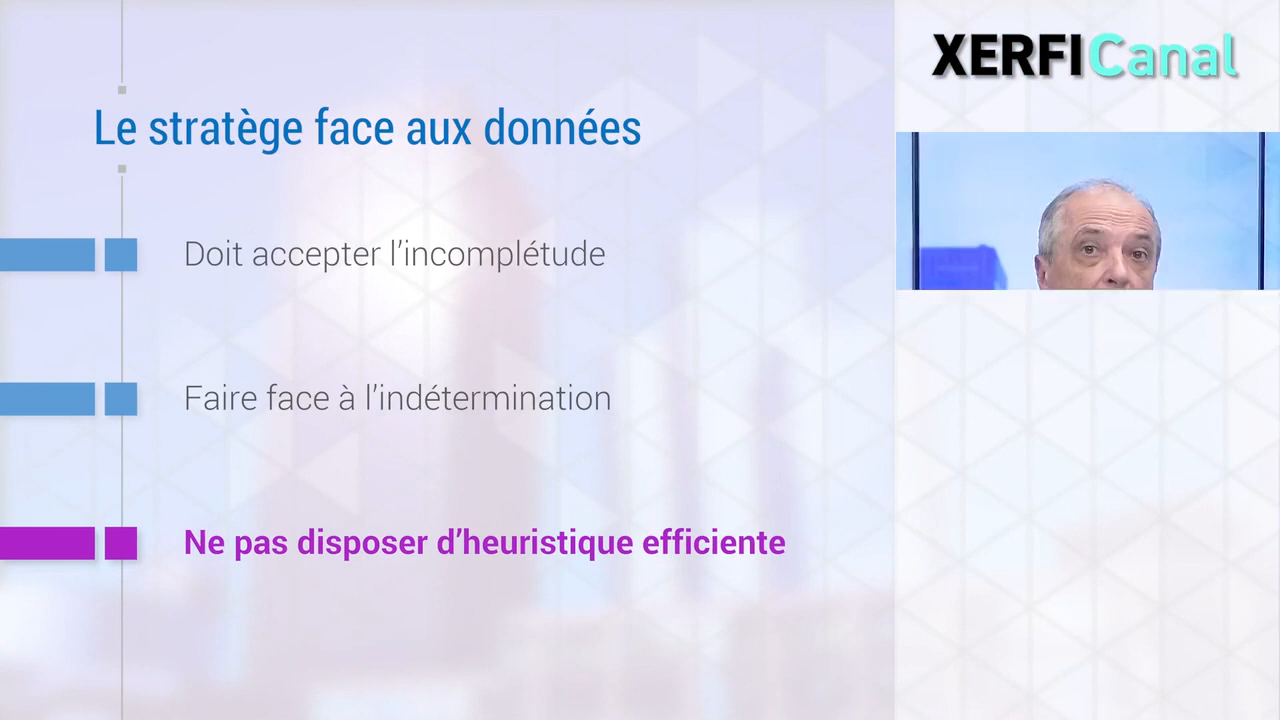 Le stratège face aux données
XERFICanal
Doit accepter l’incomplétude
Faire face à l’indétermination
Ne pas disposer d’heuristique efficiente